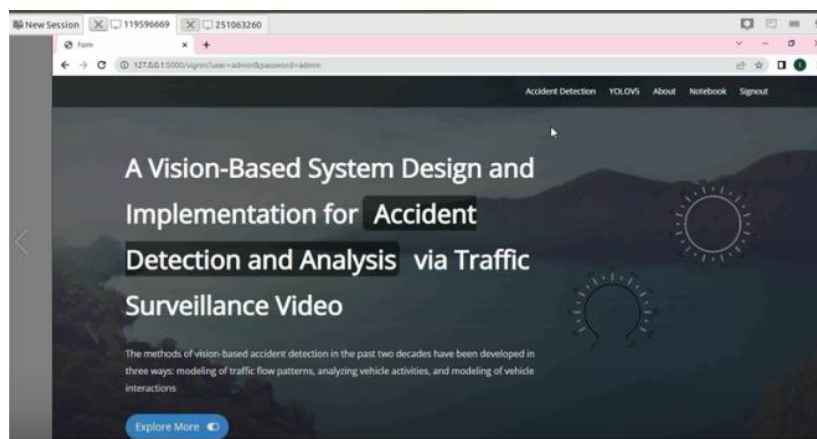 New Session 119596669 251063260
127.0.0.1:5000/signin?user=admin&password=admin
Accident Detection YOLOV5 About Notebook Signout
A Vision-Based System Design and
Implementation for Accident
Detection and Analysis via Traffic
Surveillance Video
The methods of vision-based accident detection in the past two decades have been developed in
three ways: modeling of traffic flow patterns, analyzing vehicle activities, and modeling of vehicle
interactions
Explore More